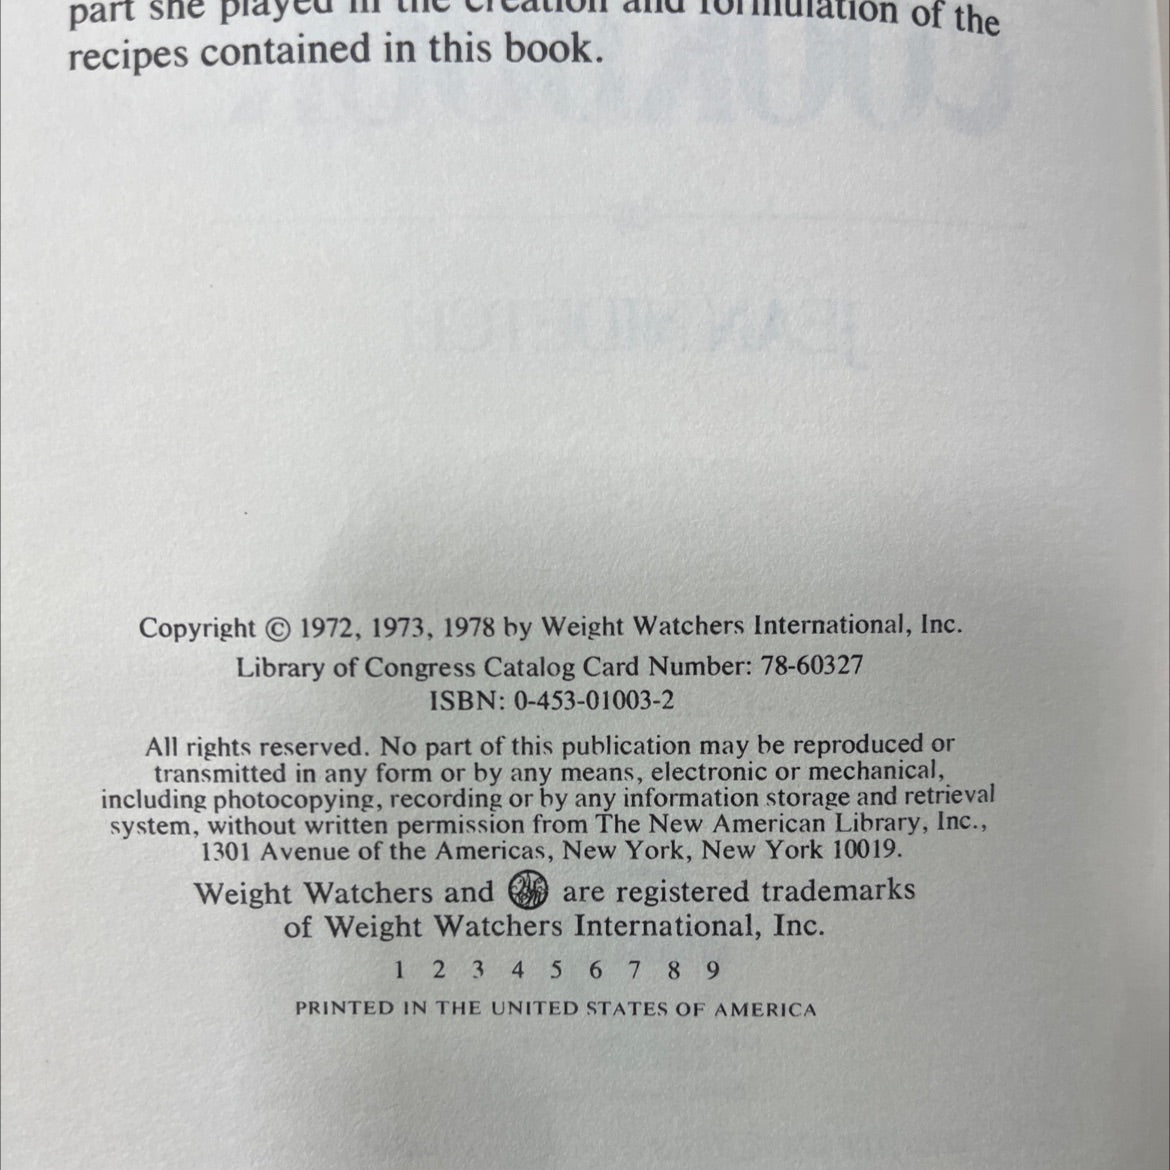 part she played in the creation and formulation of the
recipes contained in this book.
COOKBOOK
JEAN NIDETCH
Copyright © 1972, 1973, 1978 by Weight Watchers International, Inc.
Library of Congress Catalog Card Number: 78-60327
ISBN: 0-453-01003-2
All rights reserved. No part of this publication may be reproduced or
transmitted in any form or by any means, electronic or mechanical,
including photocopying, recording or by any information storage and retrieval
system, without written permission from The New American Library, Inc.,
1301 Avenue of the Americas, New York, New York 10019.
Weight Watchers and are registered trademarks
of Weight Watchers International, Inc.
1 2 3 4 5 6 7 8 9
PRINTED IN THE UNITED STATES OF AMERICA